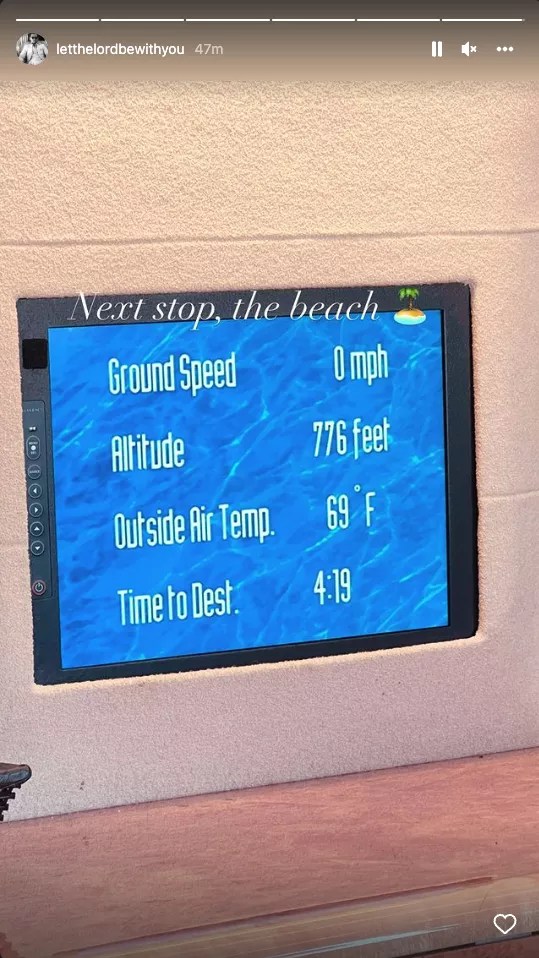 letthelordbewithyou 47m
Next stop, the beach 🏝️
Ground Speed 0 mph
Altitude 776 feet
Outside Air Temp. 69 °F
Time to Dest. 4:19